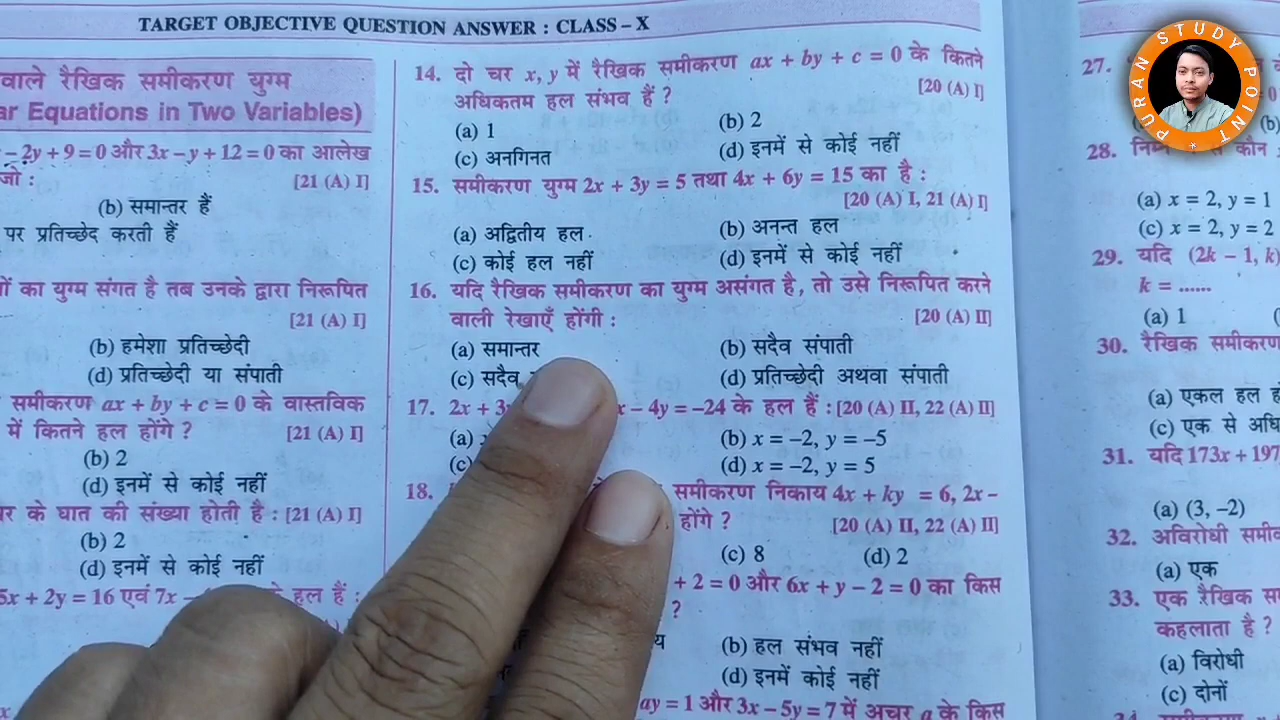 TARGET OBJECTIVE QUESTION ANSWER : CLASS – X
वाले रैखिक समीकरण युग्म
Equations in Two Variables)
– 2y + 9 = 0 और 3x – y + 12 = 0 का आलेख
[21 (A) I]
(b) समान्तर हैं
पर प्रतिच्छेद करती हैं
का युग्म संगत है तब उनके द्वारा निरूपित
[21 (A) I]
(b) हमेशा प्रतिच्छेदी
(d) प्रतिच्छेदी या संपाती
समीकरण ax + by + c = 0 के वास्तविक
में कितने हल होंगे ? [21 (A) I]
(b) 2
(d) इनमें से कोई नहीं
के घात की संख्या होती है : [21 (A) I]
(b) 2
(d) इनमें से कोई नहीं
5x + 2y = 16 एवं 7x हल हैं :
14. दो चर x, y में रैखिक समीकरण ax + by + c = 0 के कितने
अधिकतम हल संभव हैं ? [20 (A) I]
(a) 1 (b) 2
(c) अनगिनत (d) इनमें से कोई नहीं
15. समीकरण युग्म 2x + 3y = 5 तथा 4x + 6y = 15 का है :
[20 (A) I, 21 (A) I]
(a) अद्वितीय हल (b) अनन्त हल
(c) कोई हल नहीं (d) इनमें से कोई नहीं
16. यदि रैखिक समीकरण का युग्म असंगत है, तो उसे निरूपित करने
वाली रेखाएँ होंगी : [20 (A) II]
(a) समान्तर (b) सदैव संपाती
(c) सदैव (d) प्रतिच्छेदी अथवा संपाती
17. 2x + 3 x – 4y = –24 के हल हैं : [20 (A) II, 22 (A) II]
(a) (b) x = –2, y = –5
(c) (d) x = –2, y = 5
18. समीकरण निकाय 4x + ky = 6, 2x –
होंगे ? [20 (A) II, 22 (A) II]
(c) 8 (d) 2
+ 2 = 0 और 6x + y – 2 = 0 का किस
?
(b) हल संभव नहीं
(d) इनमें कोई नहीं
ay = 1 और 3x – 5y = 7 में अचर a के किस
27.
28.
(a) x = 2, y = 1
(c) x = 2, y = 2
29. यदि (2k – 1, k)
k = ......
(a) 1
30. रैखिक
(a) एकल हल
(c) एक से
31. यदि 173x + 197
(a) (3, –2)
32. अविरोधी
(a) एक
33. एक रैखिक
कहलाता है ?
(a) विरोधी
(c) दोनों
PURAN STUDY POINT